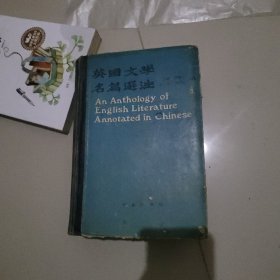 英國文學
名篇選注
An Anthology of
English Literature
Annotated in Chinese